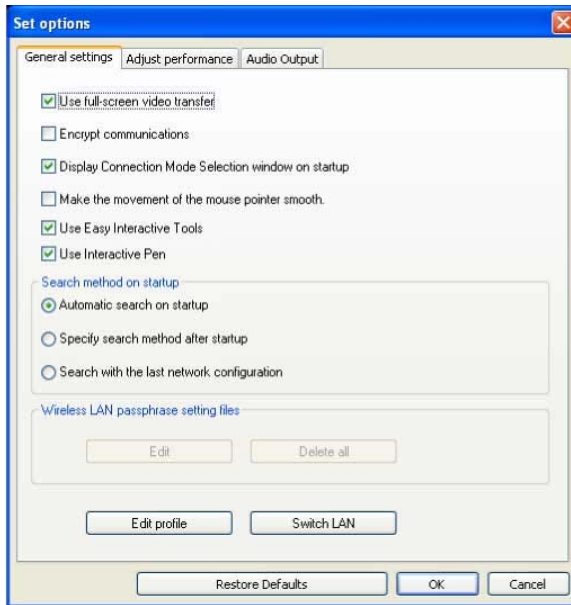 Set options
General settings Adjust performance Audio Output
Use full-screen video transfer
Encrypt communications
Display Connection Mode Selection window on startup
Make the movement of the mouse pointer smooth.
Use Easy Interactive Tools
Use Interactive Pen
Search method on startup
Automatic search on startup
Specify search method after startup
Search with the last network configuration
Wireless LAN passphrase setting files
Edit Delete all
Edit profile Switch LAN
Restore Defaults OK Cancel